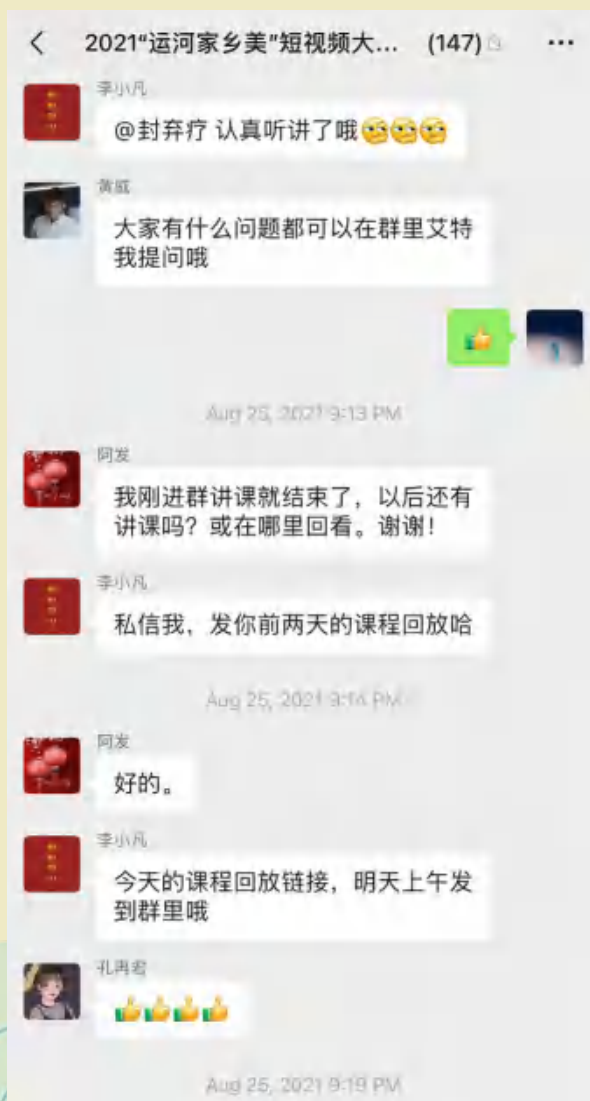 2021“运河家乡美”短视频大... (147)
李小凡
@封弃疗 认真听讲了哦
黄威
大家有什么问题都可以在群里艾特
我提问哦
Aug 25, 2021 9:13 PM
阿发
我刚进群讲课就结束了，以后还有
讲课吗？或在哪里回看。谢谢！
李小凡
私信我，发你前两天的课程回放哈
Aug 25, 2021 9:14 PM
阿发
好的。
李小凡
今天的课程回放链接，明天上午发
到群里哦
孔再君
Aug 25, 2021 9:19 PM